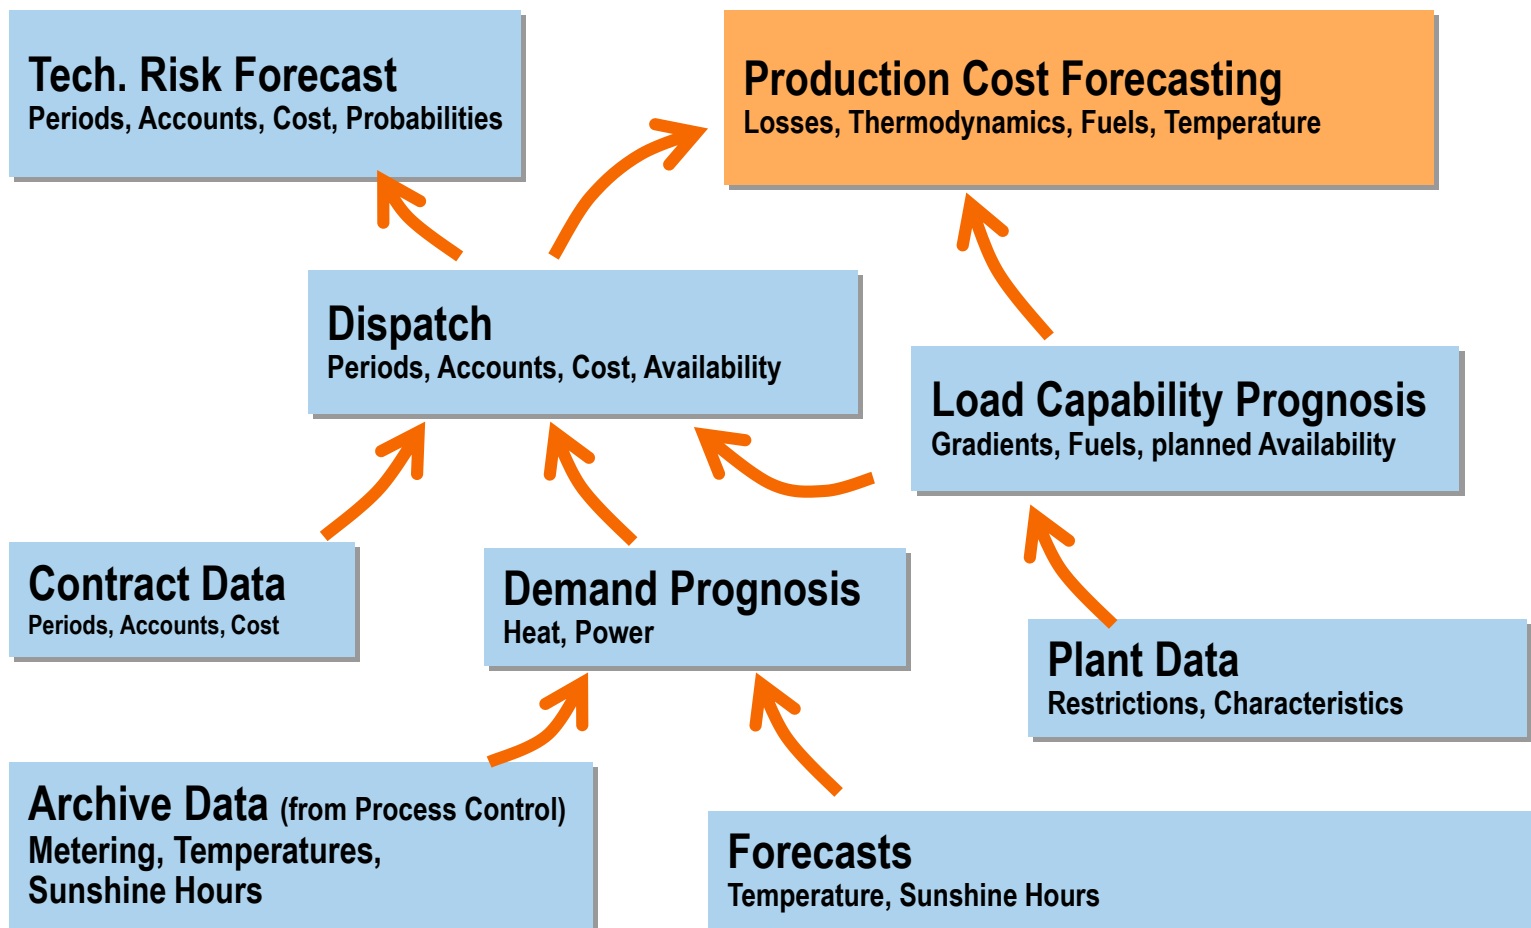 Tech. Risk Forecast
Periods, Accounts, Cost, Probabilities
Production Cost Forecasting
Losses, Thermodynamics, Fuels, Temperature
Dispatch
Periods, Accounts, Cost, Availability
Load Capability Prognosis
Gradients, Fuels, planned Availability
Contract Data
Periods, Accounts, Cost
Demand Prognosis
Heat, Power
Plant Data
Restrictions, Characteristics
Archive Data (from Process Control)
Metering, Temperatures,
Sunshine Hours
Forecasts
Temperature, Sunshine Hours